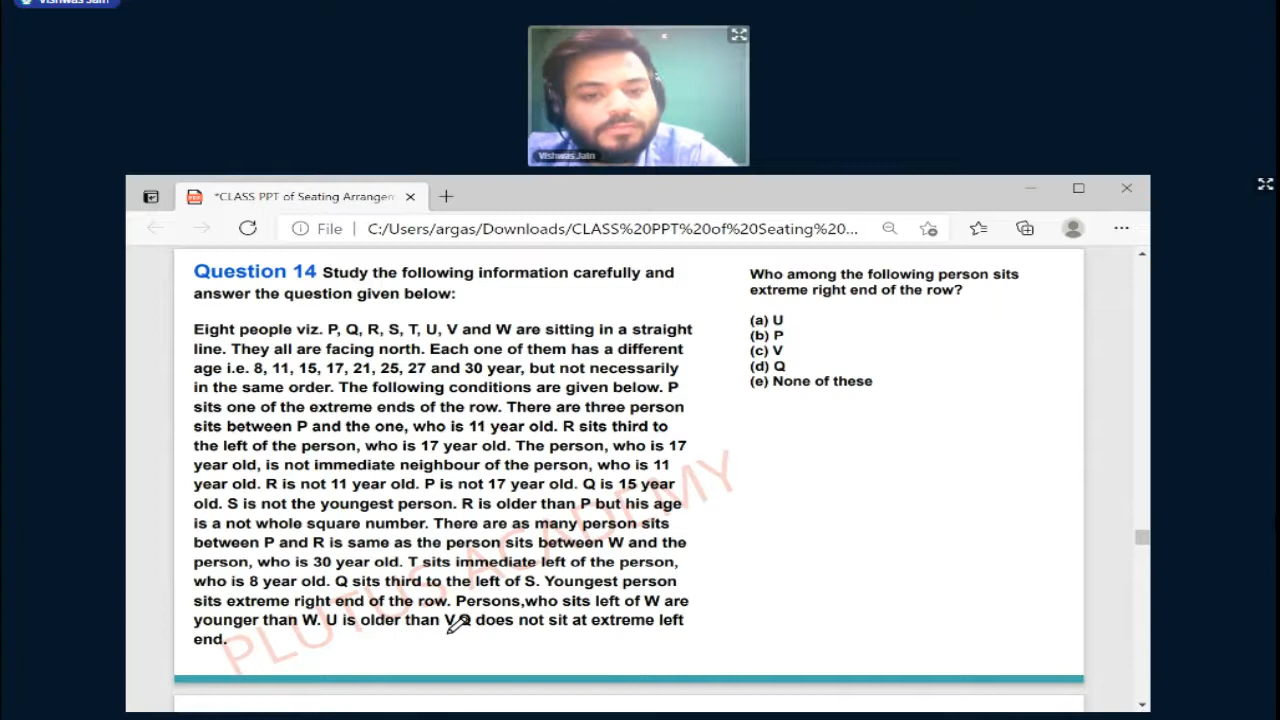 Vishwas Jain
Vishwas Jain
*CLASS PPT of Seating Arrangen
File
C:/Users/argas/Downloads/CLASS%20PPT%20of%20Seating%20...
Question 14 Study the following information carefully and
answer the question given below:
Eight people viz. P, Q, R, S, T, U, V and W are sitting in a straight
line. They all are facing north. Each one of them has a different
age i.e. 8, 11, 15, 17, 21, 25, 27 and 30 year, but not necessarily
in the same order. The following conditions are given below. P
sits one of the extreme ends of the row. There are three person
sits between P and the one, who is 11 year old. R sits third to
the left of the person, who is 17 year old. The person, who is 17
year old, is not immediate neighbour of the person, who is 11
year old. R is not 11 year old. P is not 17 year old. Q is 15 year
old. S is not the youngest person. R is older than P but his age
is a not whole square number. There are as many person sits
between P and R is same as the person sits between W and the
person, who is 30 year old. T sits immediate left of the person,
who is 8 year old. Q sits third to the left of S. Youngest person
sits extreme right end of the row. Persons,who sits left of W are
younger than W. U is older than V Q does not sit at extreme left
end.
Who among the following person sits
extreme right end of the row?
(a) U
(b) P
(c) V
(d) Q
(e) None of these
PLUTUS ACADEMY